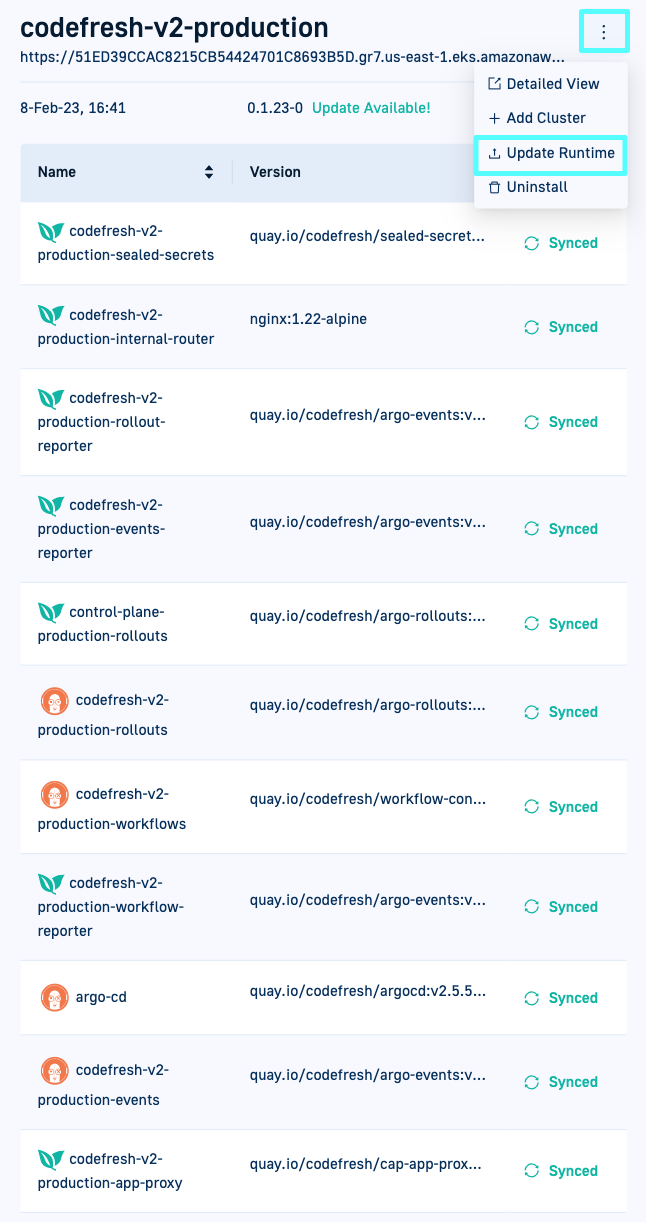 codefresh-v2-production
https://51ED39CCAC8215CB54424701C8693B5D.gr7.us-east-1.eks.amazonaw...
8-Feb-23, 16:41
0.1.23-0 Update Available!
Detailed View
Add Cluster
Update Runtime
Uninstall
Name Version
codefresh-v2-
production-sealed-secrets
quay.io/codefresh/sealed-secret...
Synced
codefresh-v2-
production-internal-router
nginx:1.22-alpine
Synced
codefresh-v2-
production-rollout-
reporter
quay.io/codefresh/argo-events:v...
Synced
codefresh-v2-
production-events-
reporter
quay.io/codefresh/argo-events:v...
Synced
control-plane-
production-rollouts
quay.io/codefresh/argo-rollouts:...
Synced
codefresh-v2-
production-rollouts
quay.io/codefresh/argo-rollouts:...
Synced
codefresh-v2-
production-workflows
quay.io/codefresh/workflow-con...
Synced
codefresh-v2-
production-workflow-
reporter
quay.io/codefresh/argo-events:v...
Synced
argo-cd
quay.io/codefresh/argocd:v2.5.5...
Synced
codefresh-v2-
production-events
quay.io/codefresh/argo-events:v...
Synced
codefresh-v2-
production-app-proxy
quay.io/codefresh/cap-app-prox...
Synced